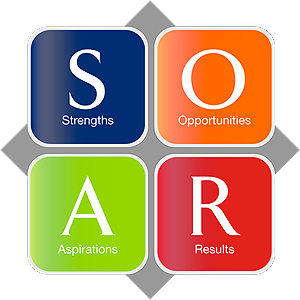 S
Strengths
O
Opportunities
A
Aspirations
R
Results